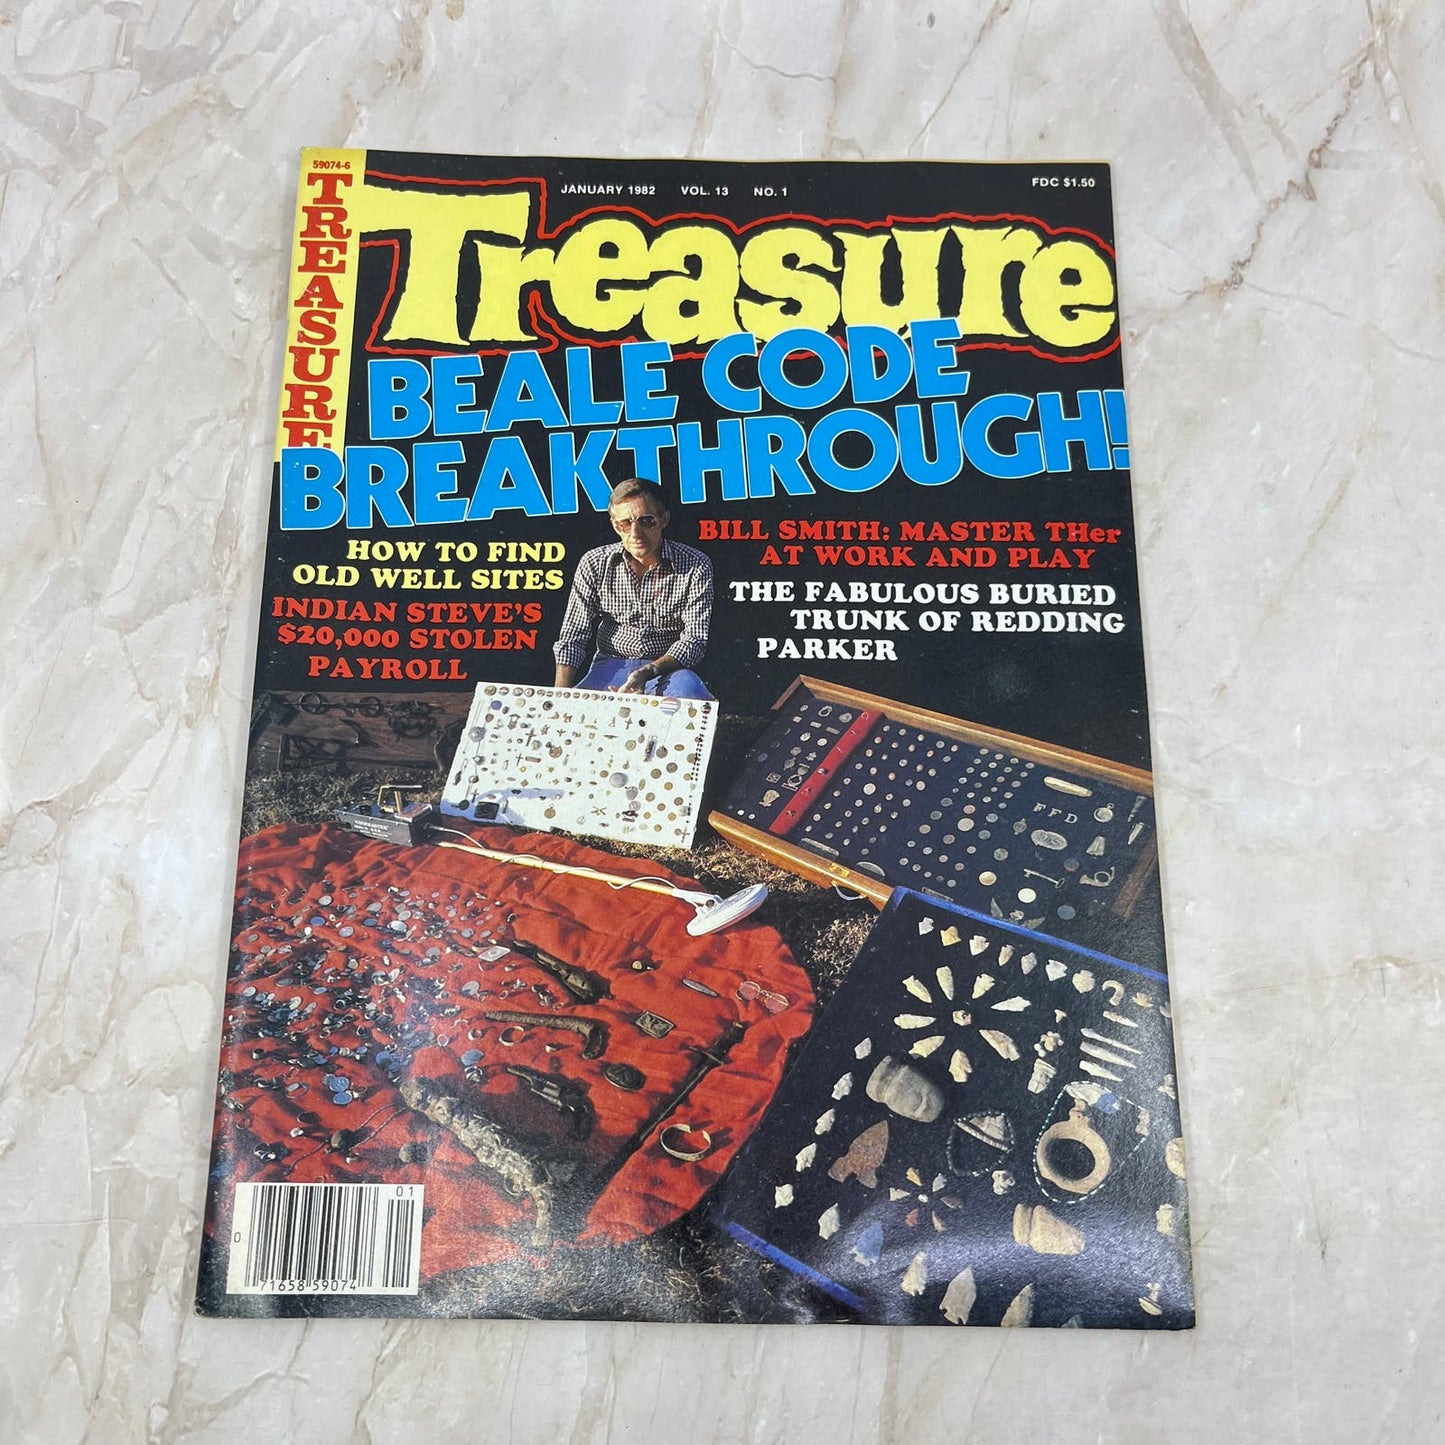 59074-6
TREASURE
JANUARY 1982 VOL. 13 NO. 1
FDC $1.50
Treasure
BEALE CODE
BREAKTHROUGH!
HOW TO FIND
OLD WELL SITES
INDIAN STEVE'S
$20,000 STOLEN
PAYROLL
BILL SMITH: MASTER THer
AT WORK AND PLAY
THE FABULOUS BURIED
TRUNK OF REDDING
PARKER
F F D
01
0 71658 59074